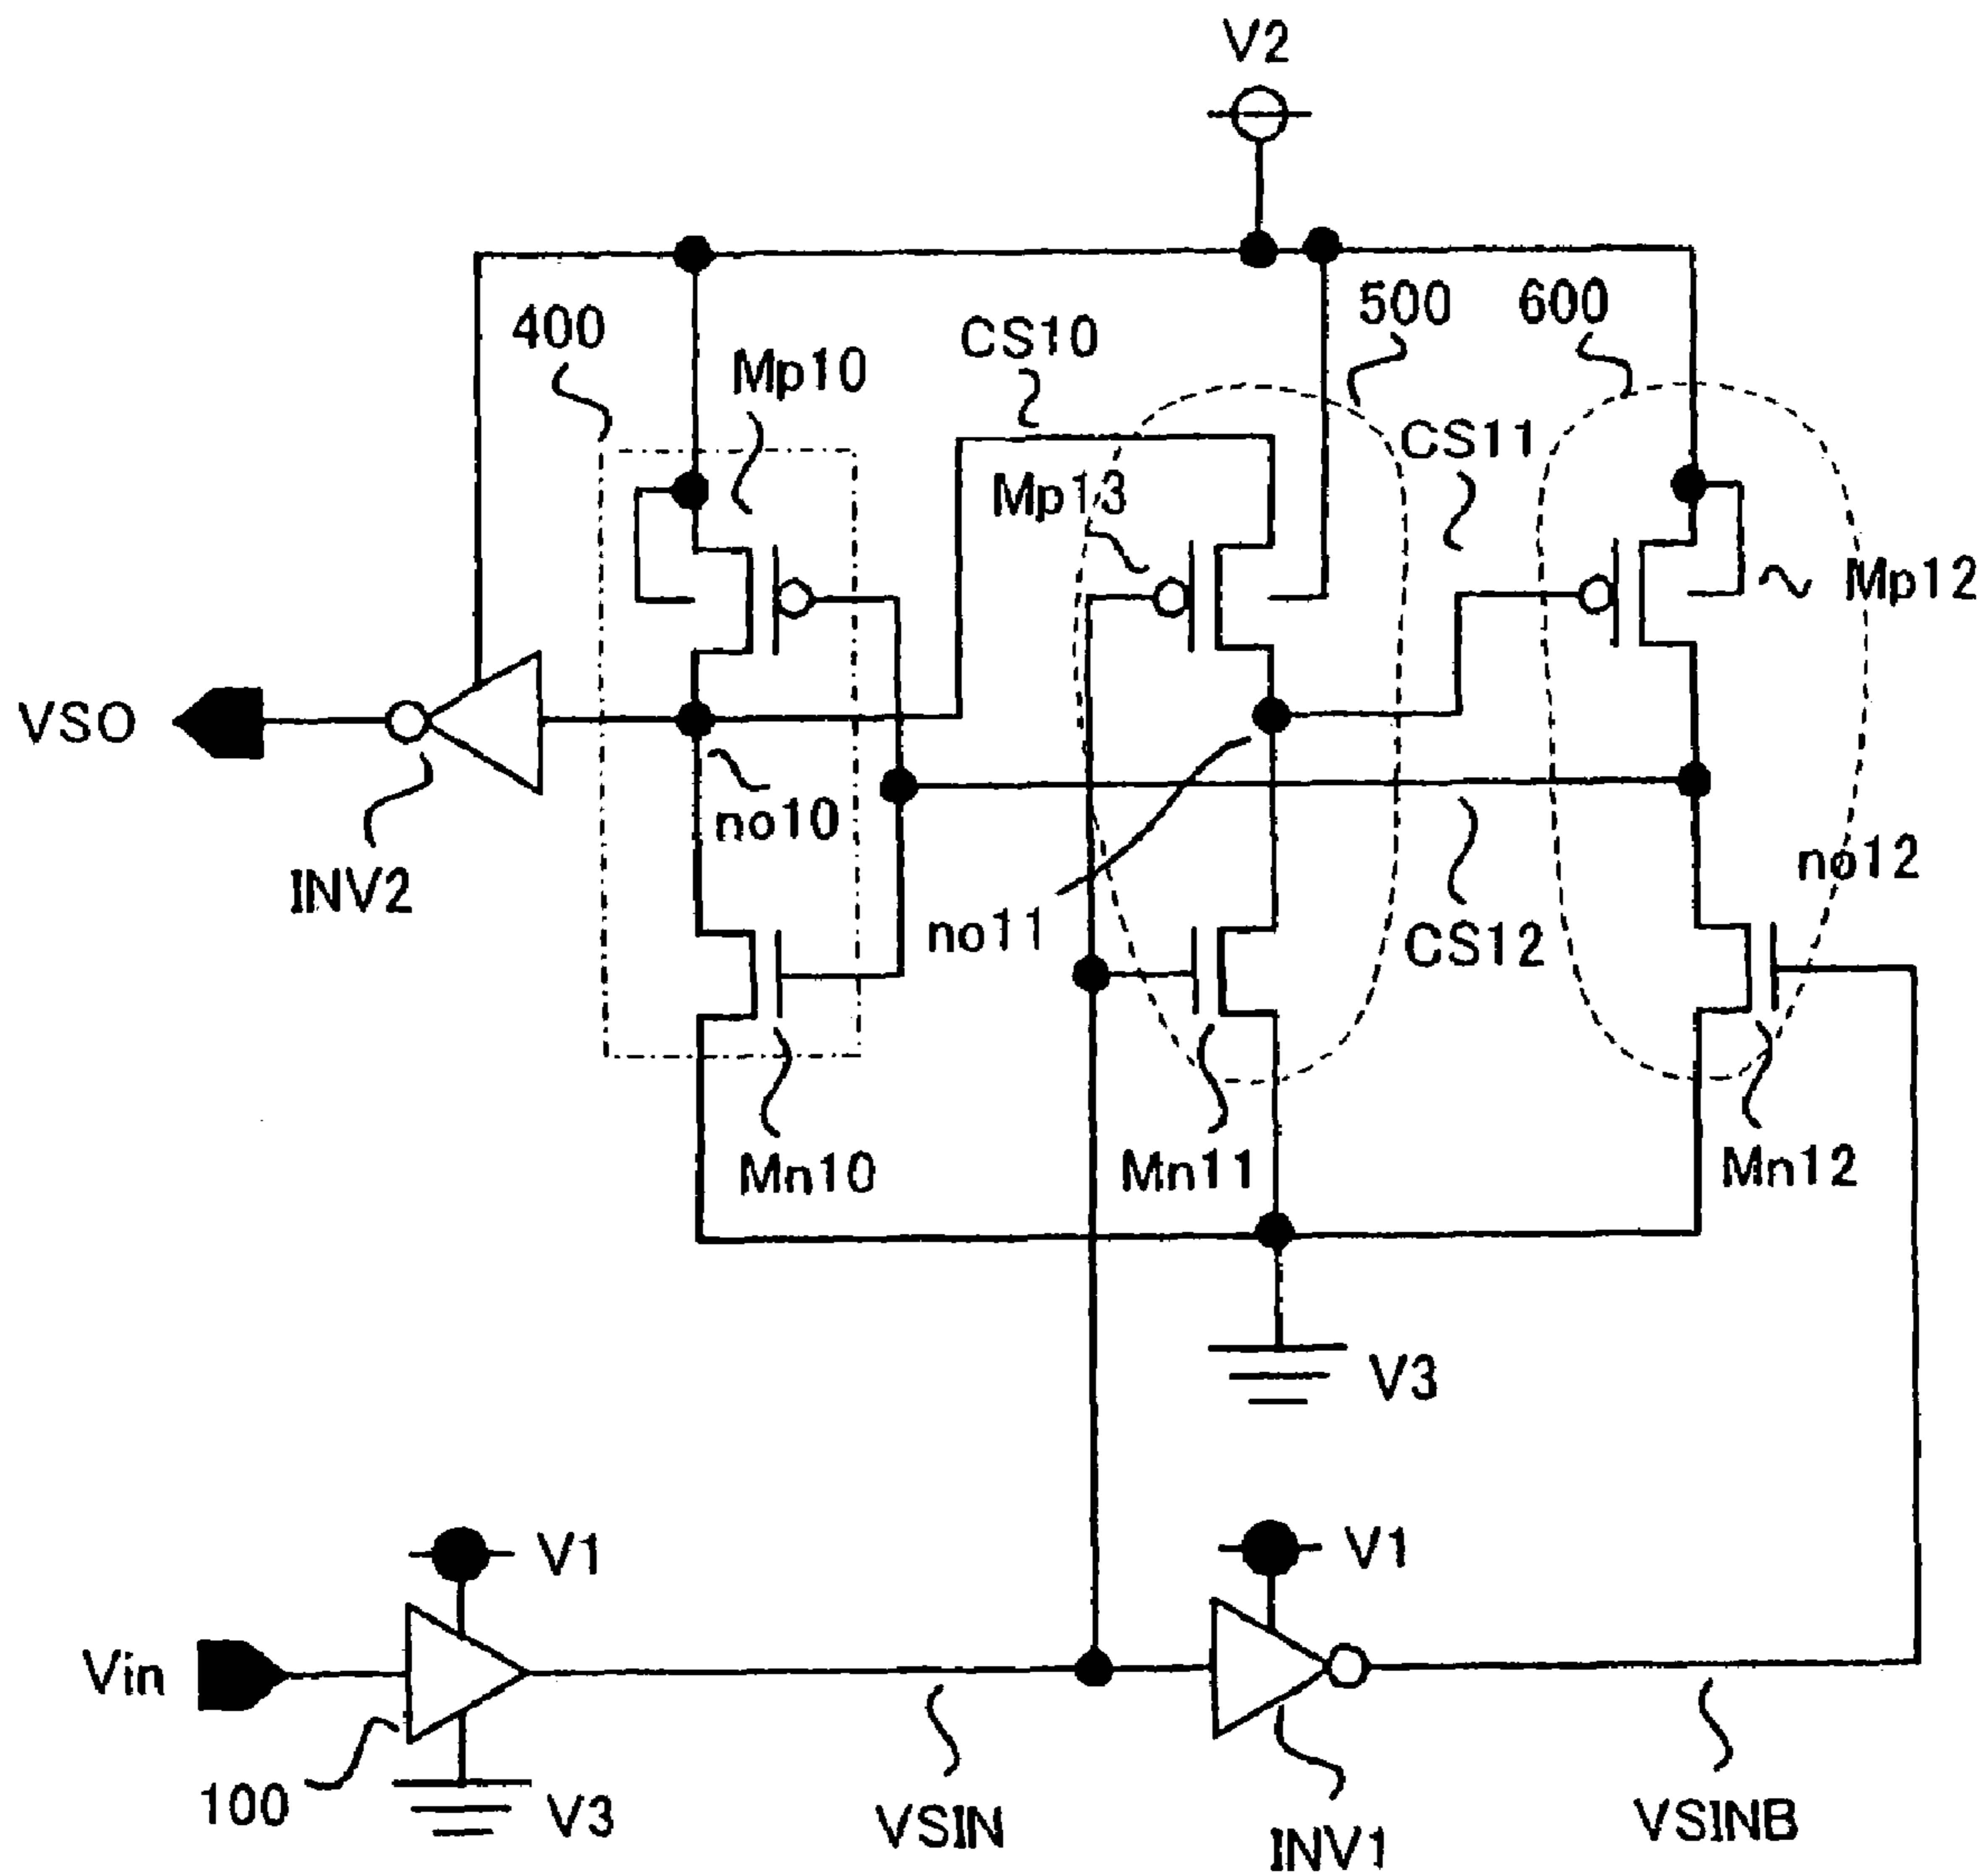 V2
400
Mp10
CS10
500
600
CS11
Mp13
Mp12
VSO
no10
INV2
no11
CS12
no12
Mn10
Mn11
Mn12
V3
V1
V1
Vin
100
V3
VSIN
INV1
VSINB